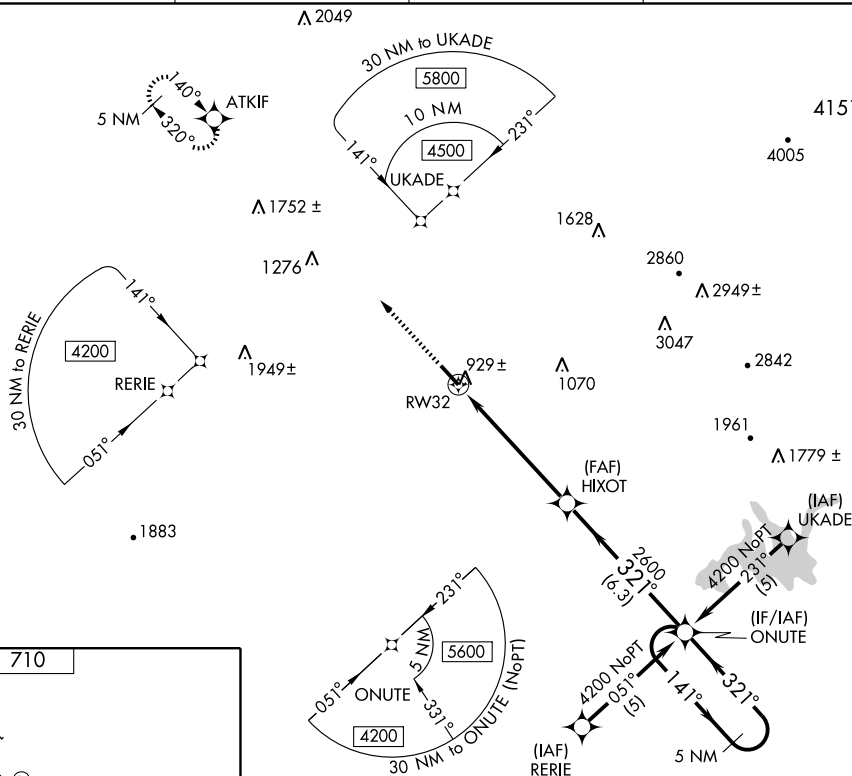 2049
30 NM to UKADE
5800
10 NM
4500
141°
231°
UKADE
140°
320°
5 NM
ATKIF
4151
4005
1752 ±
1276
1628
2860
2949±
3047
2842
1961
1779 ±
30 NM to RERIE
141°
4200
RERIE
051°
1949±
929±
RW32
1070
(FAF)
HIXOT
(IAF)
UKADE
1883
2600
321°
(6.3)
4200 NoPT
231°
(5)
(IF/IAF)
ONUTE
231°
5 NM
5600
051°
ONUTE
331°
4200
30 NM to ONUTE (NoPT)
4200 NoPT
051°
(5)
141°
321°
5 NM
(IAF)
RERIE
710